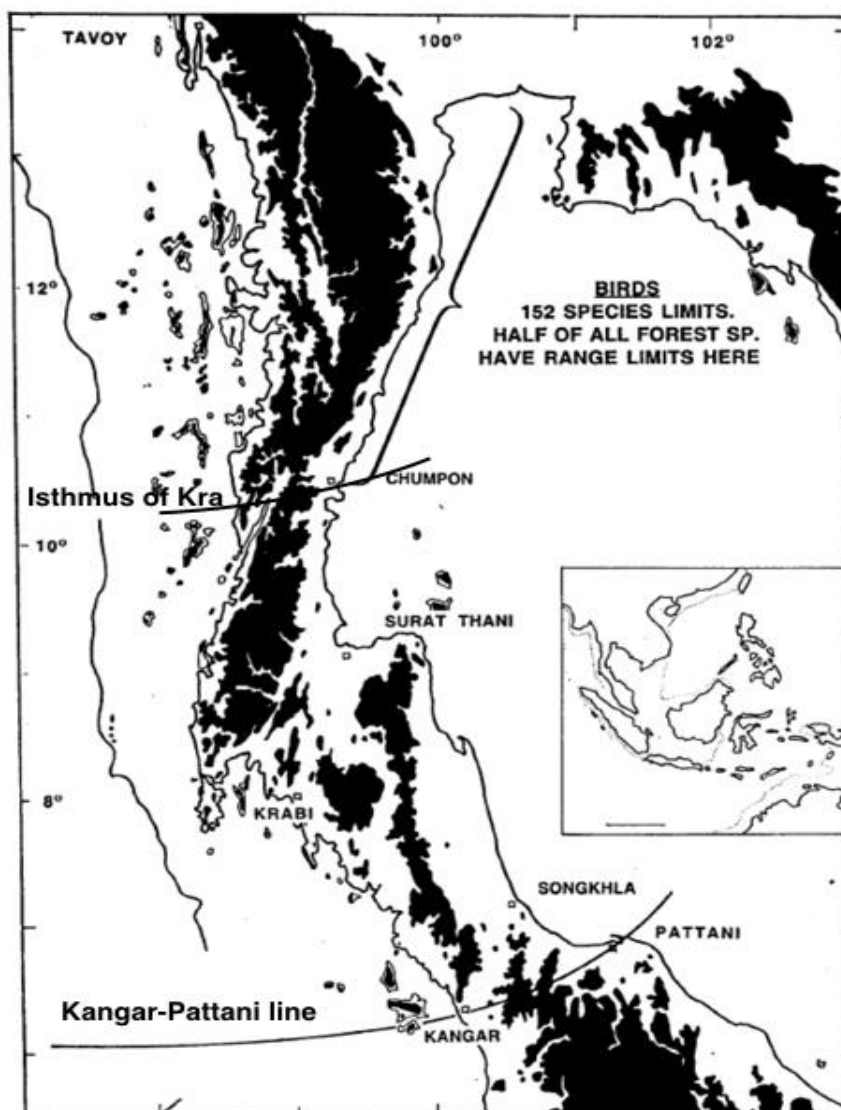 TAVOY
100°
102°
12°
BIRDS
152 SPECIES LIMITS.
HALF OF ALL FOREST SP.
HAVE RANGE LIMITS HERE
CHUMPON
Isthmus of Kra
10°
SURAT THANI
8°
KRABI
SONGKHLA
PATTANI
Kangar-Pattani line
KANGAR